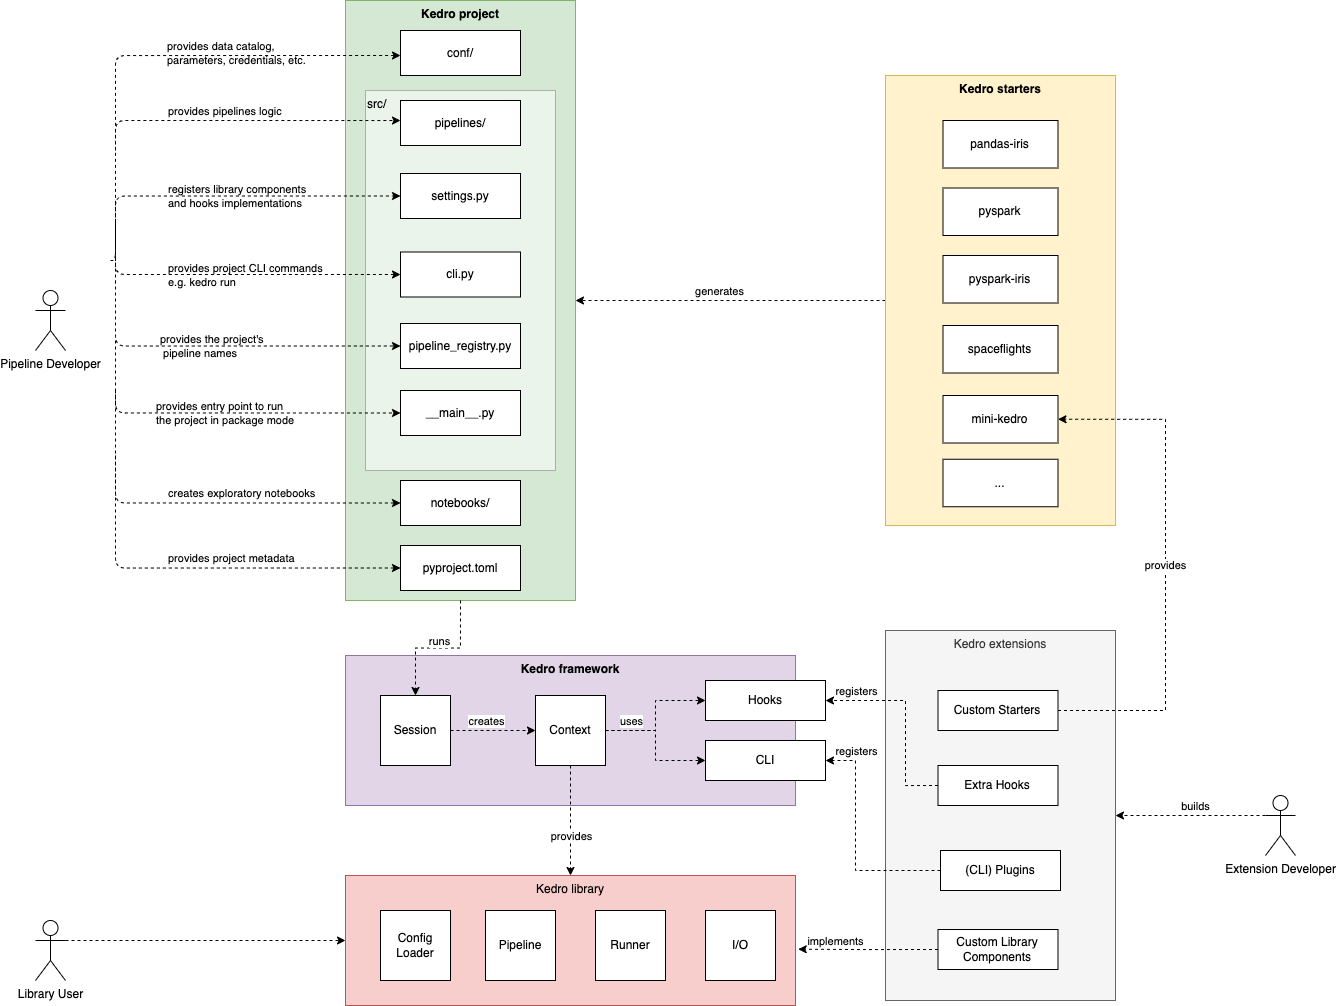 Kedro project
provides data catalog,
parameters, credentials, etc.
conf/
src/
provides pipelines logic
pipelines/
registers library components
and hooks implementations
settings.py
provides project CLI commands
e.g. kedro run
cli.py
provides the project's
pipeline names
pipeline_registry.py
provides entry point to run
the project in package mode
__main__.py
creates exploratory notebooks
notebooks/
provides project metadata
pyproject.toml
Pipeline Developer
generates
Kedro starters
pandas-iris
pyspark
pyspark-iris
spaceflights
mini-kedro
...
provides
runs
Kedro framework
Session
creates
Context
uses
Hooks
CLI
registers
registers
provides
Kedro extensions
Custom Starters
Extra Hooks
(CLI) Plugins
Custom Library
Components
builds
Extension Developer
implements
Kedro library
Config
Loader
Pipeline
Runner
I/O
Library User